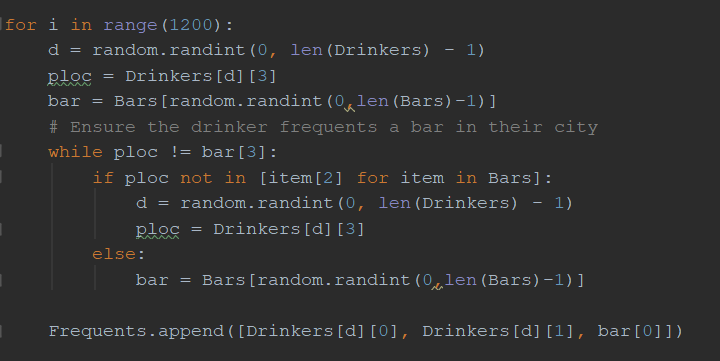 for i in range(1200):
    d = random.randint(0, len(Drinkers) - 1)
    ploc = Drinkers[d][3]
    bar = Bars[random.randint(0,len(Bars)-1)]
    # Ensure the drinker frequents a bar in their city
    while ploc != bar[3]:
        if ploc not in [item[2] for item in Bars]:
            d = random.randint(0, len(Drinkers) - 1)
            ploc = Drinkers[d][3]
        else:
            bar = Bars[random.randint(0,len(Bars)-1)]
    Frequents.append([Drinkers[d][0], Drinkers[d][1], bar[0]])